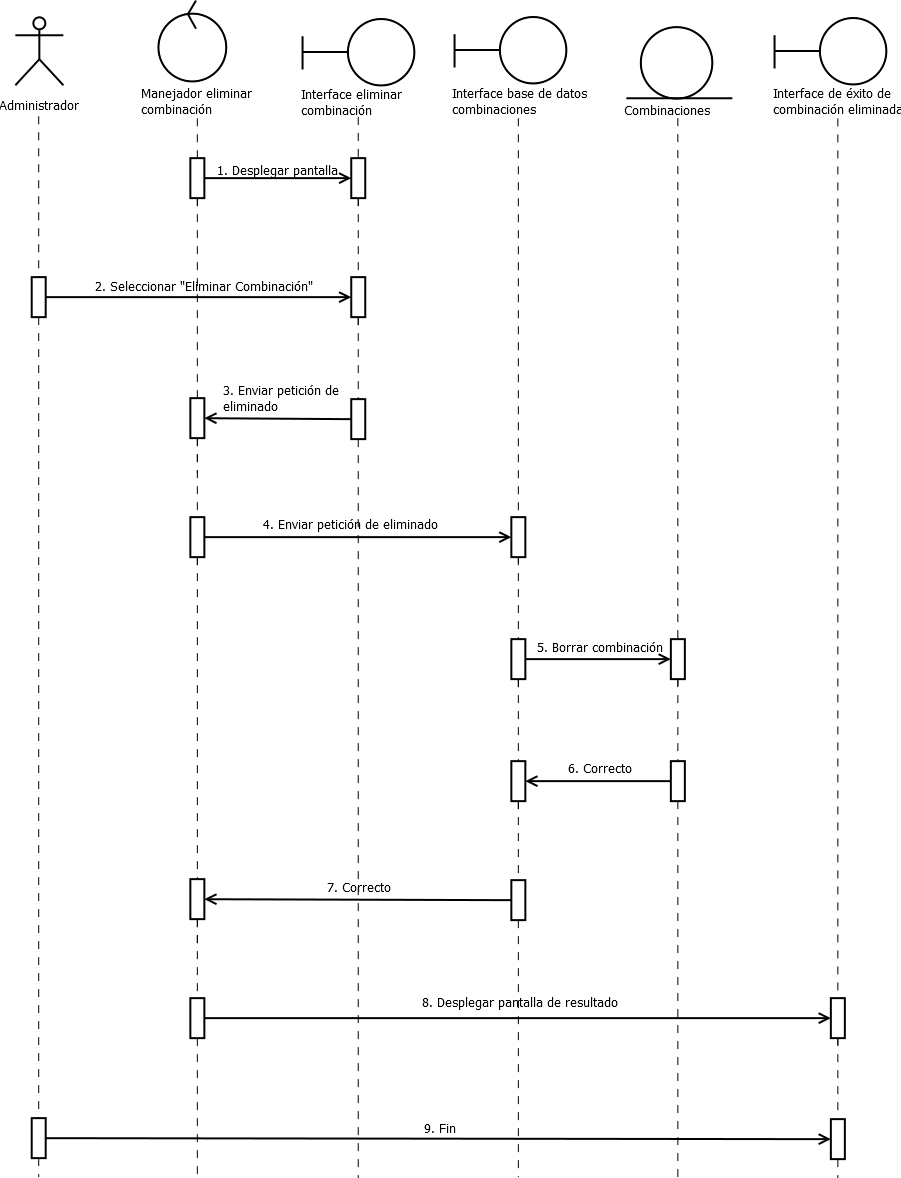 Administrador
Manejador eliminar
combinación
Interface eliminar
combinación
Interface base de datos
combinaciones
Combinaciones
Interface de éxito de
combinación eliminada
1. Desplegar pantalla
2. Seleccionar "Eliminar Combinación"
3. Enviar petición de
eliminado
4. Enviar petición de eliminado
5. Borrar combinación
6. Correcto
7. Correcto
8. Desplegar pantalla de resultado
9. Fin